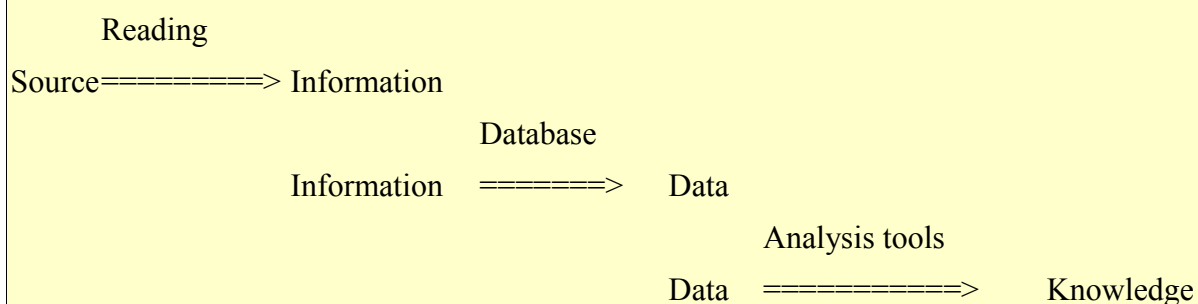 Reading
Source=========> Information
Database
Information =======> Data
Analysis tools
Data ===========> Knowledge